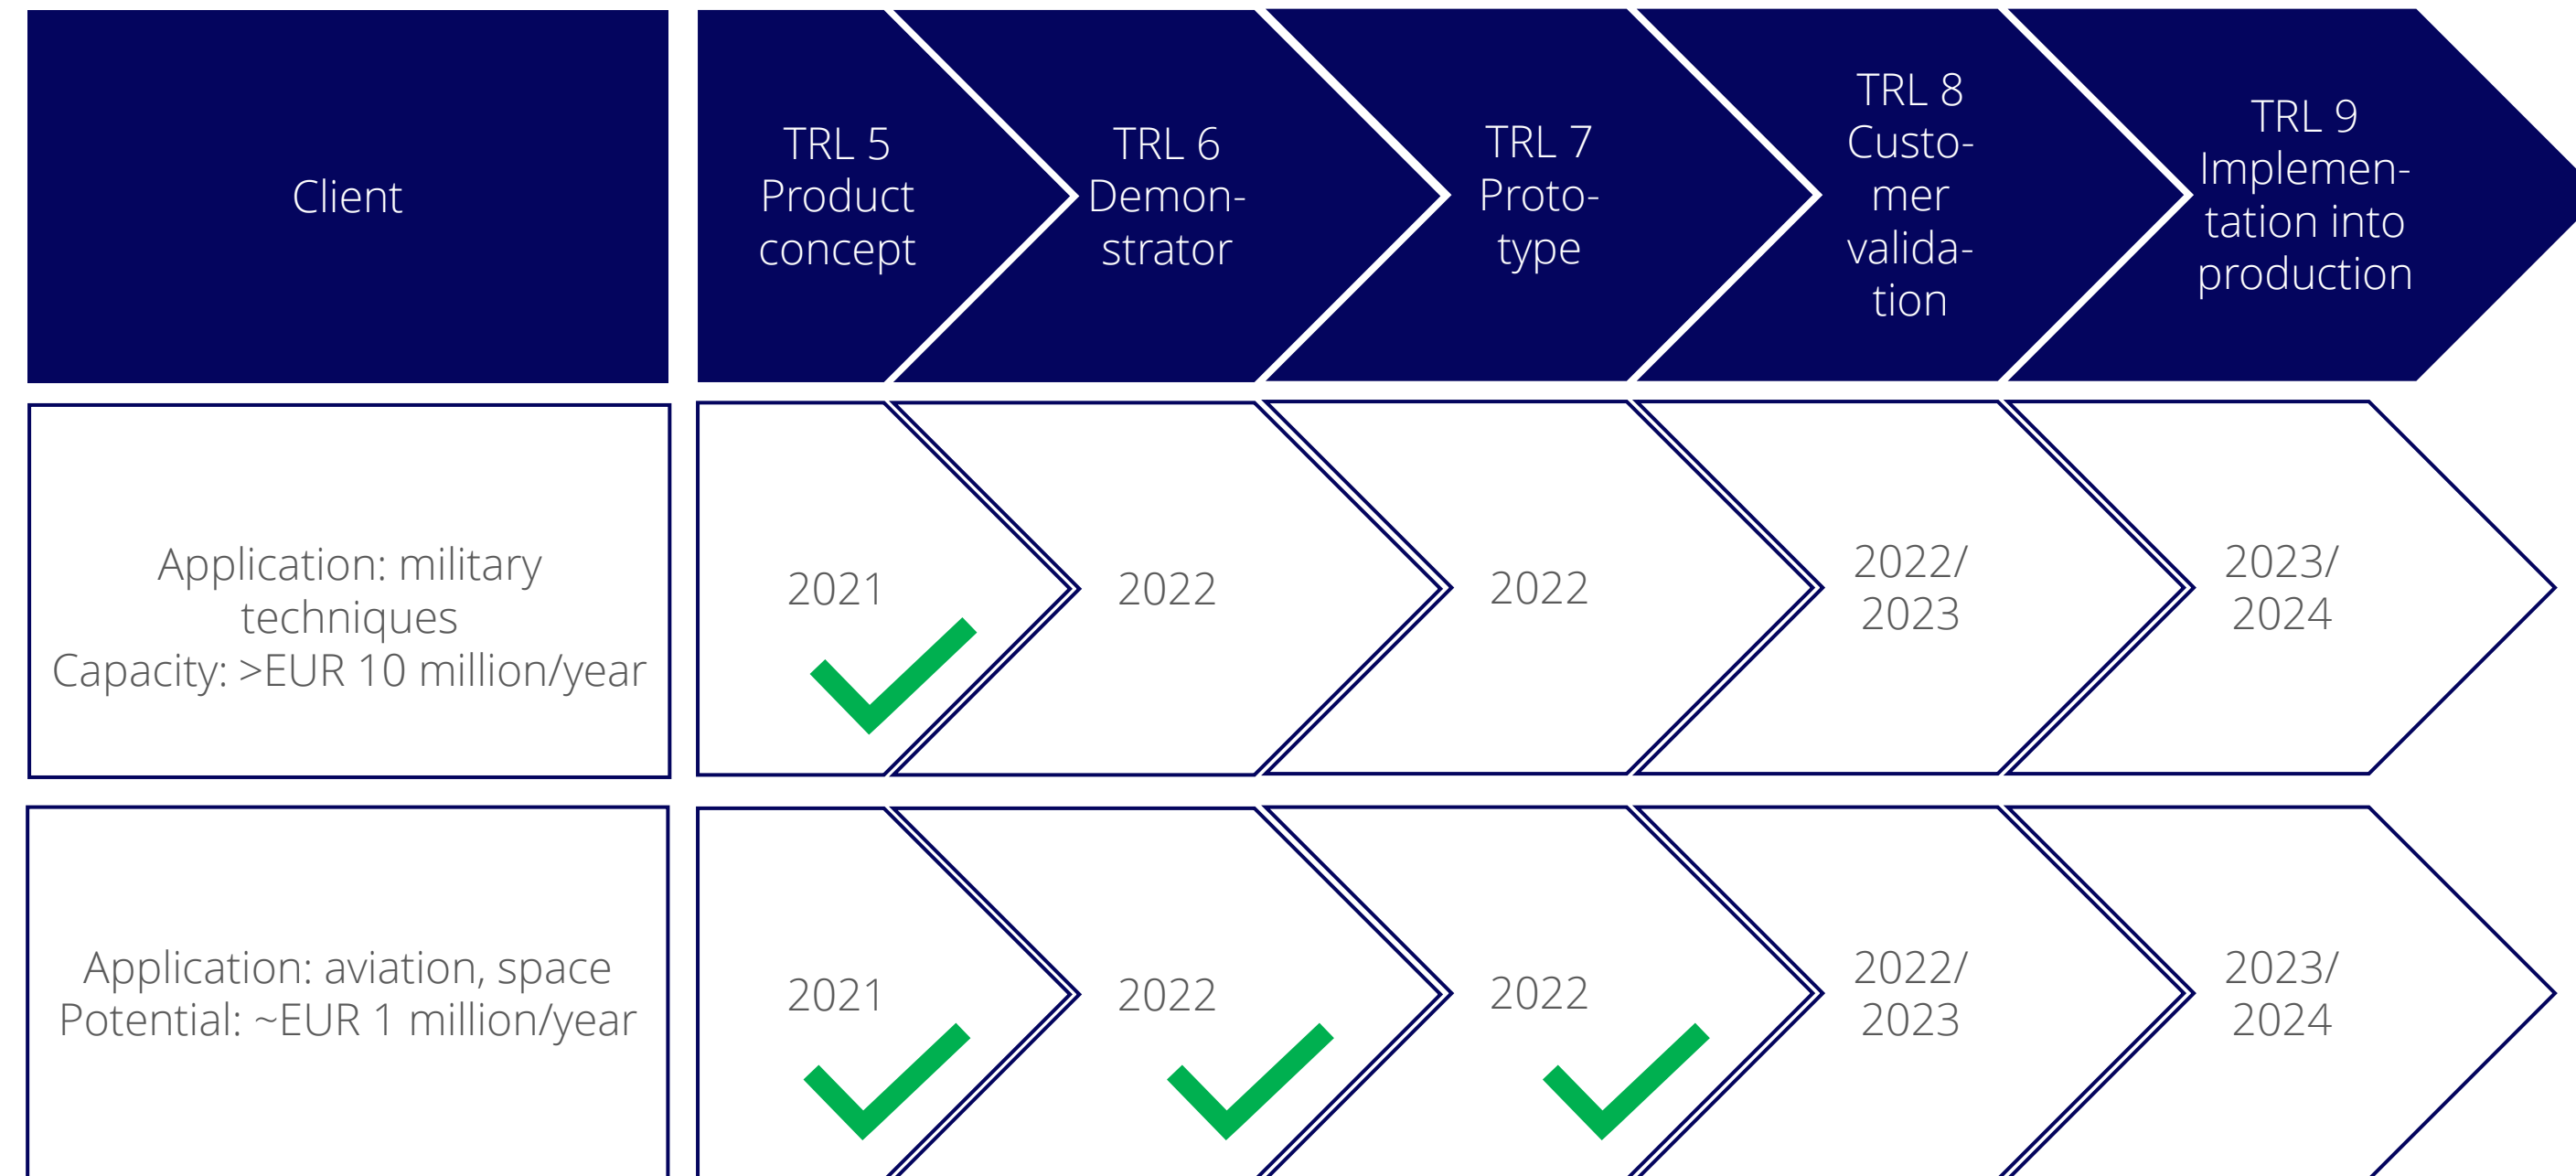 Client
TRL 5
Product
concept
TRL 6
Demon-
strator
TRL 7
Proto-
type
TRL 8
Custo-
mer
valida-
tion
TRL 9
Implemen-
tation into
production
Application: military
techniques
Capacity: >EUR 10 million/year
2021
2022
2022
2022/
2023
2023/
2024
Application: aviation, space
Potential: ~EUR 1 million/year
2021
2022
2022
2022/
2023
2023/
2024